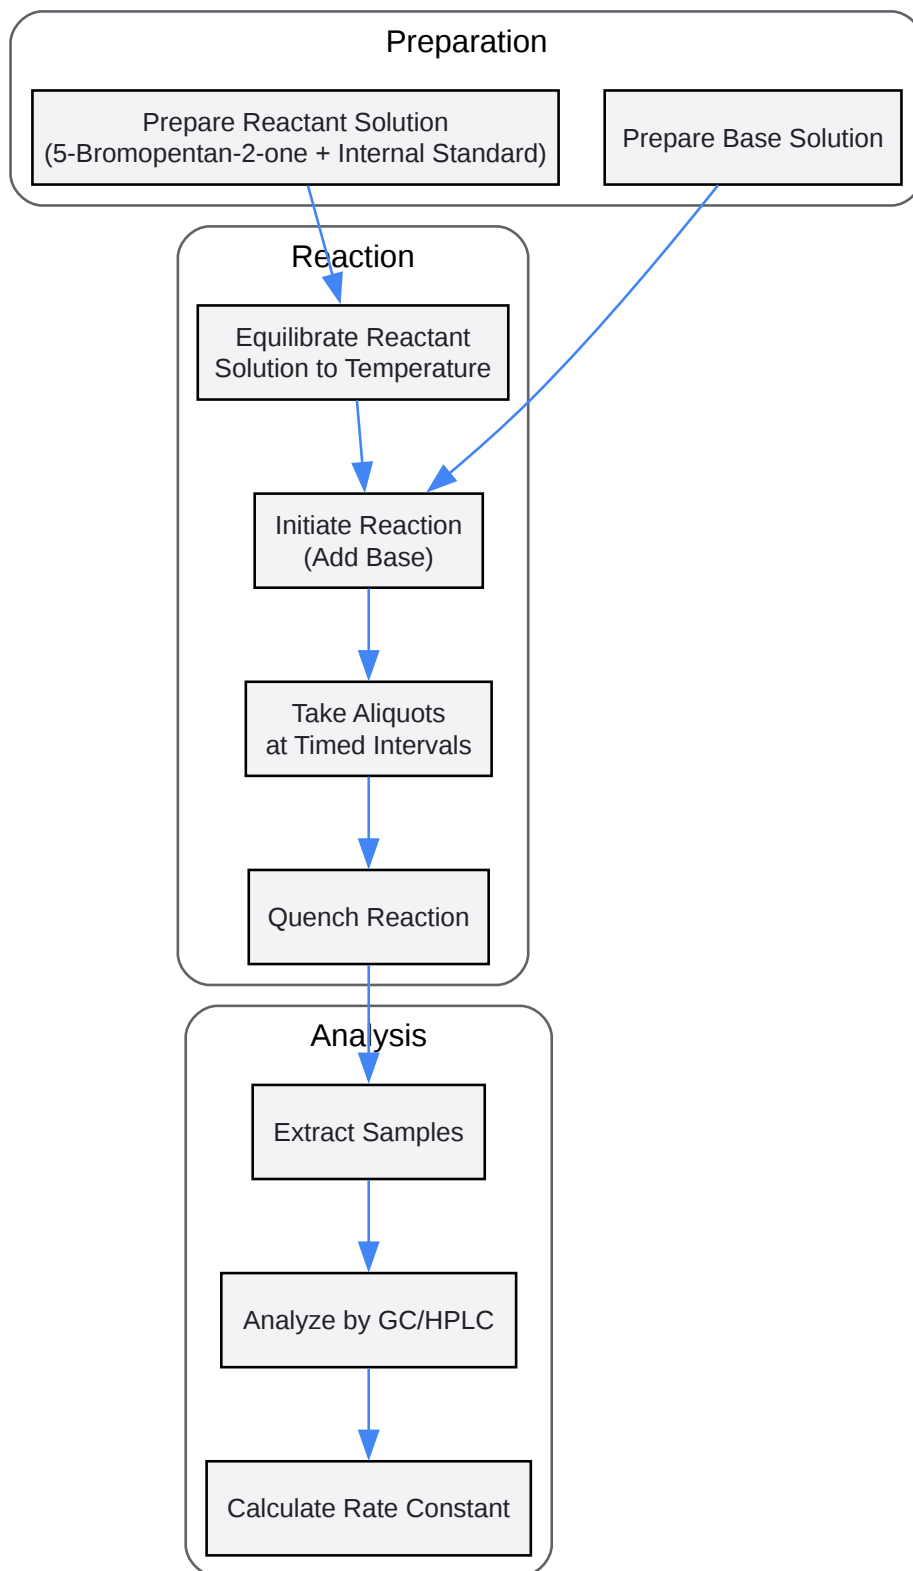 Preparation
Prepare Reactant Solution
(5-Bromopentan-2-one + Internal Standard)
Prepare Base Solution
Reaction
Equilibrate Reactant
Solution to Temperature
Initiate Reaction
(Add Base)
Take Aliquots
at Timed Intervals
Quench Reaction
Analysis
Extract Samples
Analyze by GC/HPLC
Calculate Rate Constant